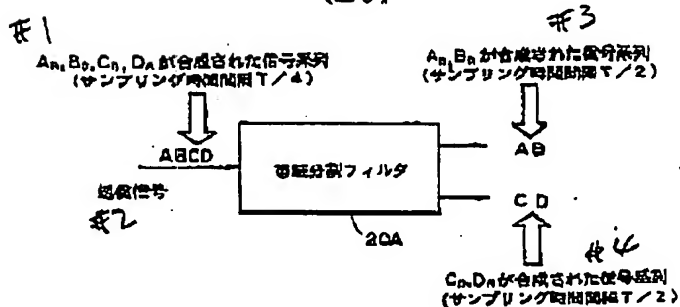 #1
#3
An, Bn, Cn, Dn が合成された信号系列
(サンプリング時間間隔T/4)
An, Bn が合成された信号系列
(サンプリング時間間隔T/2)
ABCD
帯域分割フィルタ
AB
信号
#2
CD
20A
#4
Cn, Dn が合成された信号系列
(サンプリング時間間隔T/2)